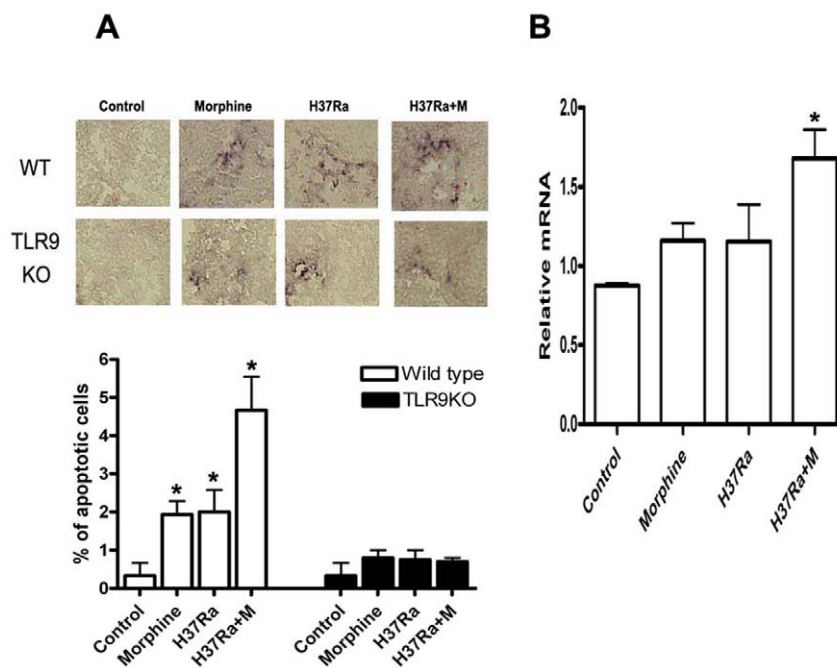 A
Control Morphine H37Ra H37Ra+M
WT
TLR9
KO
% of apoptotic cells
6
5
4
3
2
1
0
* * *
Wild type
TLR9KO
Control Morphine H37Ra H37Ra+M Control Morphine H37Ra H37Ra+M
B
Relative mRNA
2.0
1.5
1.0
0.5
0.0
*
Control Morphine H37Ra H37Ra+M